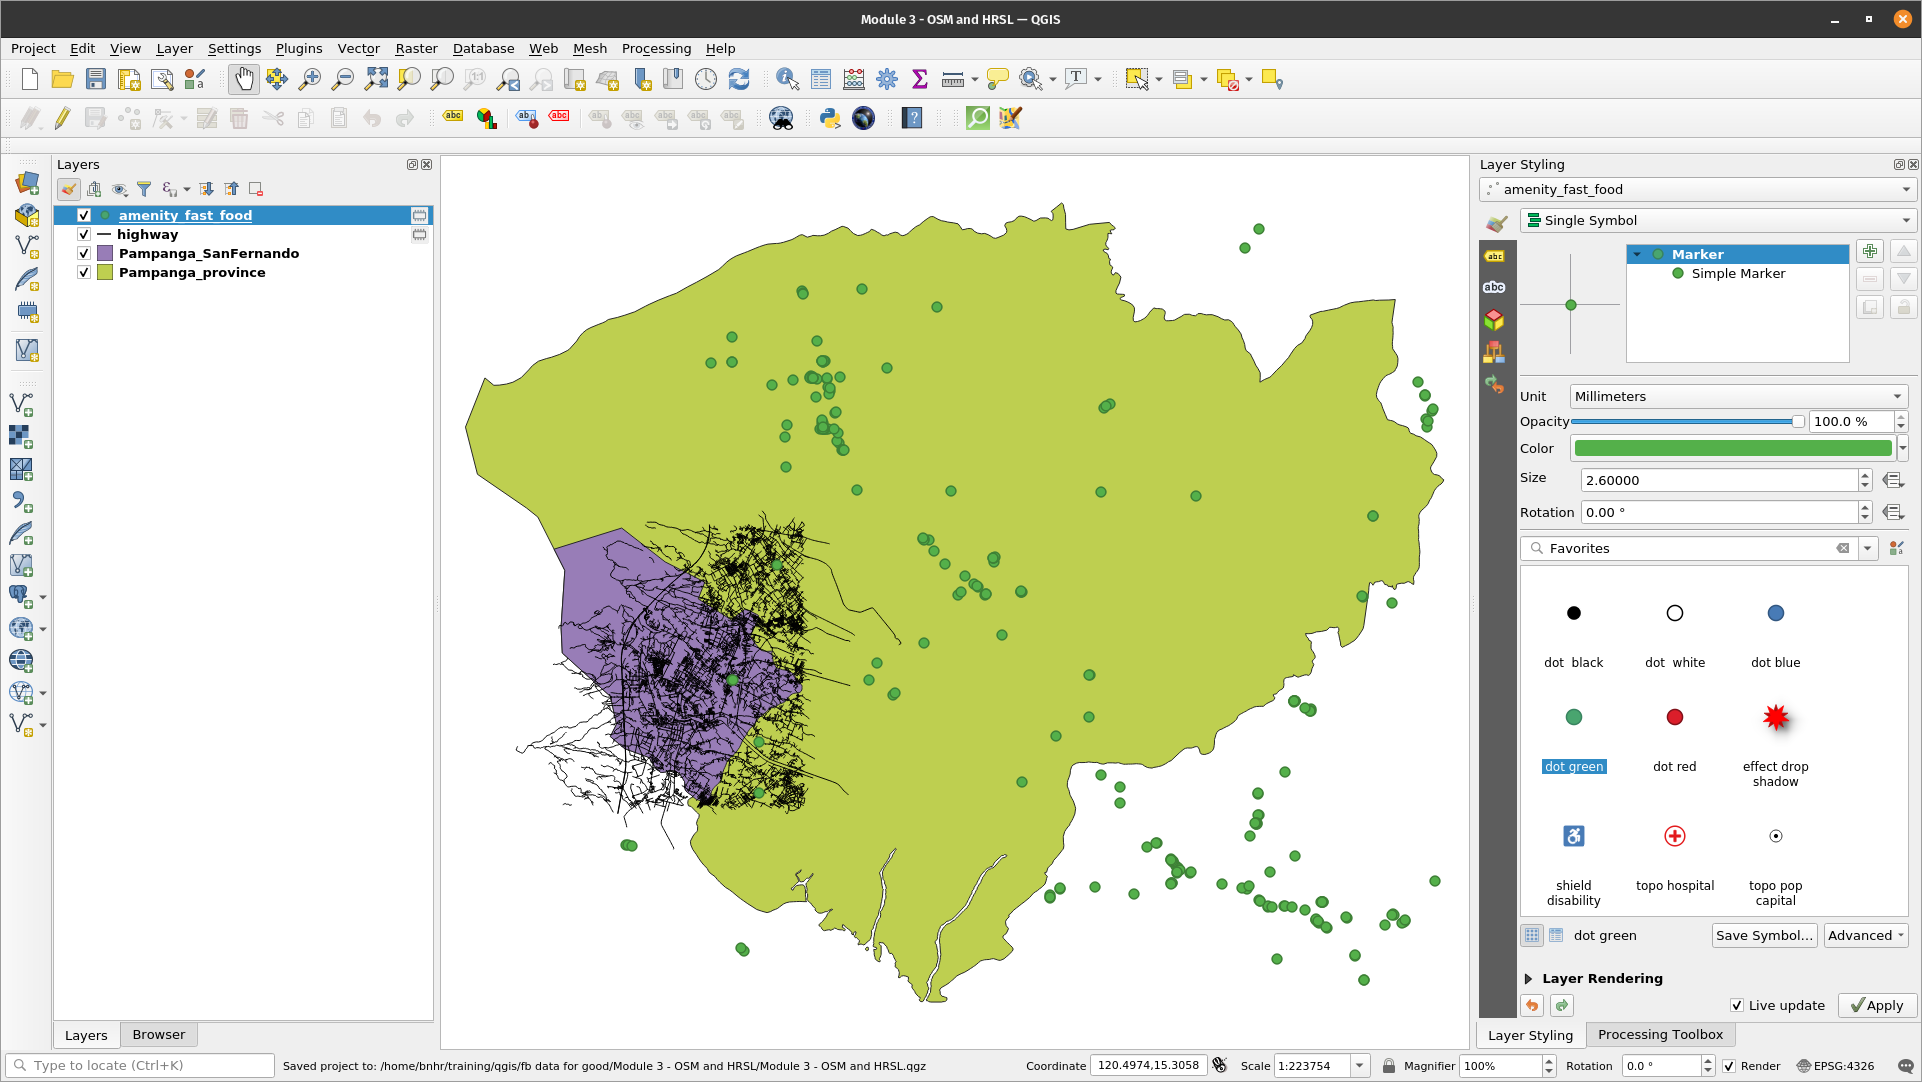 Module 3 - OSM and HRSL — QGIS
Project Edit View Layer Settings Plugins Vector Raster Database Web Mesh Processing Help
Layers
amenity_fast_food
highway
Pampanga_SanFernando
Pampanga_province
Layers Browser
Layer Styling
amenity_fast_food
Single Symbol
Marker
Simple Marker
Unit Millimeters
Opacity 100.0 %
Color
Size 2.60000
Rotation 0.00 °
Favorites
dot black dot white dot blue
dot green dot red effect drop shadow
shield disability topo hospital topo pop capital
dot green Save Symbol... Advanced
Layer Rendering
Live update Apply
Layer Styling Processing Toolbox
Type to locate (Ctrl+K) Saved project to: /home/bnhr/training/qgis/fb data for good/Module 3 - OSM and HRSL/Module 3 - OSM and HRSL.qgz Coordinate 120.4974,15.3058 Scale 1:223754 Magnifier 100% Rotation 0.0 ° Render EPSG:4326